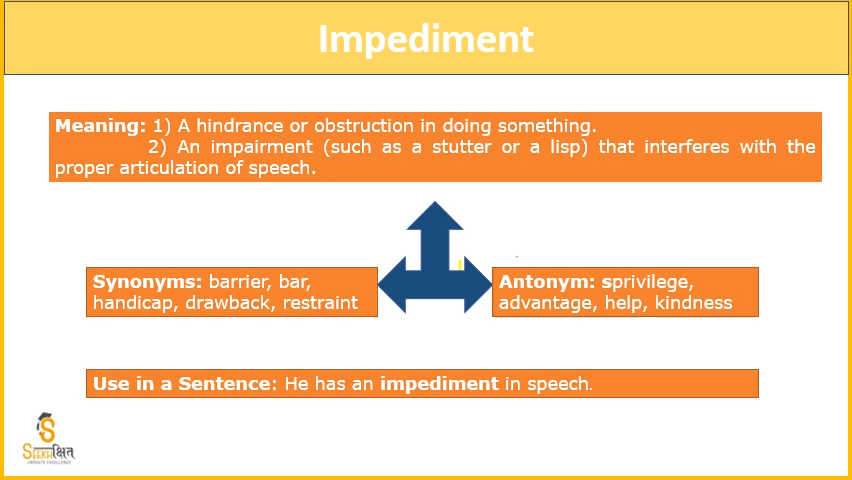 Impediment
Meaning: 1) A hindrance or obstruction in doing something.
2) An impairment (such as a stutter or a lisp) that interferes with the
proper articulation of speech.
Synonyms: barrier, bar,
handicap, drawback, restraint
Antonym: sprivilege,
advantage, help, kindness
Use in a Sentence: He has an impediment in speech.
SEEKHक्षित